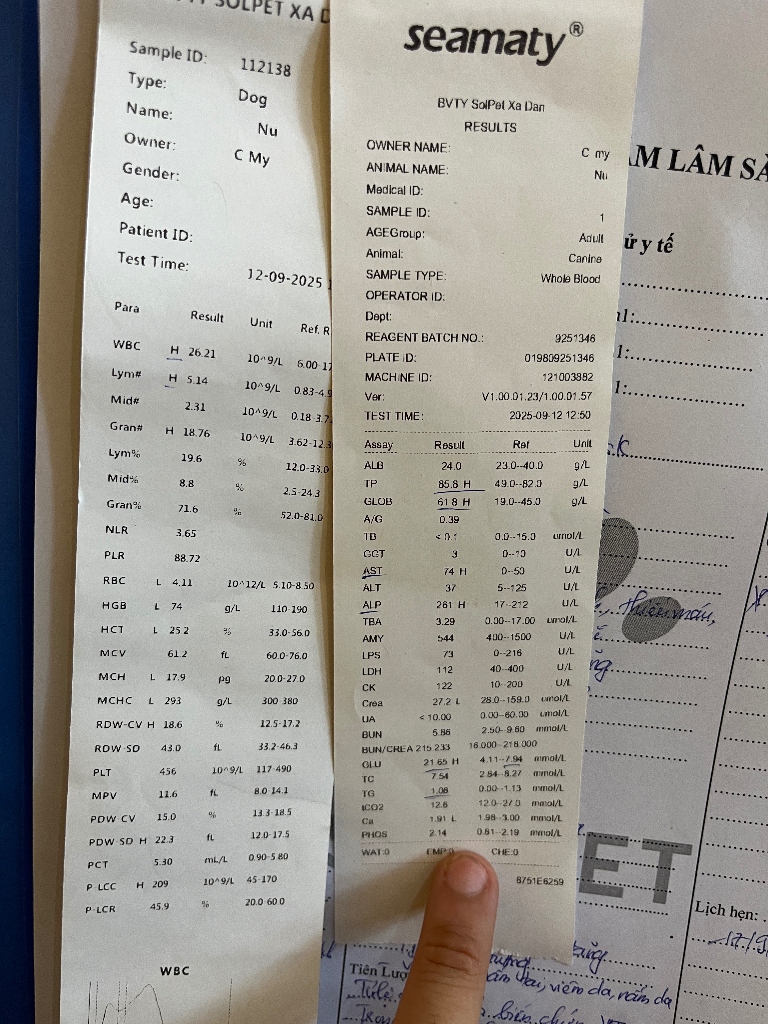 SOLPET XA
Sample ID: 112138
Type: Dog
Name: Nu
Owner: C My
Gender:
Age:
Patient ID:
Test Time: 12-09-2025
Para Result Unit Ref. R
WBC H 26.21 10^9/L 6.00-17
Lym# H 5.14 10^9/L 0.83-4.9
Mid# 2.31 10^9/L 0.18-3.7
Gran# H 18.76 10^9/L 3.62-12.3
Lym% 19.6 % 12.0-33.0
Mid% 8.8 % 2.5-24.3
Gran% 71.6 % 52.0-81.0
NLR 3.65
PLR 88.72
RBC L 4.11 10^12/L 5.10-8.50
HGB L 74 g/L 110-190
HCT L 25.2 % 33.0-56.0
MCV 61.2 fL 60.0-76.0
MCH L 17.9 pg 20.0-27.0
MCHC L 293 g/L 300-380
RDW-CV H 18.6 % 12.5-17.2
RDW-SD 43.0 fL 33.2-46.3
PLT 456 10^9/L 117-490
MPV 11.6 fL 8.0-14.1
PDW-CV 15.0 % 13.3-18.5
PDW-SD H 22.3 fL 12.0-17.5
PCT 5.30 mL/L 0.90-5.80
P-LCC H 209 10^9/L 45-170
P-LCR 45.9 % 20.0-60.0
WBC
seamaty®
BVTY SolPet Xa Dan
RESULTS
OWNER NAME: C my
ANIMAL NAME: Nu
Medical ID:
SAMPLE ID: 1
AGEGroup: Adult
Animal: Canine
SAMPLE TYPE: Whole Blood
OPERATOR ID:
Dept:
REAGENT BATCH NO.: 9251346
PLATE ID: 019809251346
MACHINE ID: 121003882
Ver: V1.00.01.23/1.00.01.57
TEST TIME: 2025-09-12 12:50
Assay Result Ref Unit
ALB 24.0 23.0--40.0 g/L
TP 85.8 H 49.0--82.0 g/L
GLOB 61.8 H 19.0--45.0 g/L
A/G 0.39
TB < 0.1 0.0--15.0 umol/L
GGT 3 0--10 U/L
AST 74 H 0--50 U/L
ALT 37 5--125 U/L
ALP 261 H 17--212 U/L
TBA 3.29 0.00--17.00 umol/L
AMY 544 400--1500 U/L
LPS 73 0--216 U/L
LDH 112 40--400 U/L
CK 122 10--200 U/L
Crea 27.2 L 28.0--159.0 umol/L
UA < 10.00 0.00--60.00 umol/L
BUN 5.86 2.50--9.60 mmol/L
BUN/CREA 215.233 16.000--218.000
GLU 21.65 H 4.11--7.94 mmol/L
TC 7.54 2.84--8.27 mmol/L
TG 1.08 0.00--1.13 mmol/L
tCO2 12.6 12.0--27.0 mmol/L
Ca 1.91 L 1.98--3.00 mmol/L
PHOS 2.14 0.81--2.19 mmol/L
WAT:0 EMP:0 CHE:0
8751E6259
ÂM LÂM SÀ
ử y tế
thiếu máu,
ET
Lịch hẹn:
17/9
Tiên Lượ
viêm da, nấm da